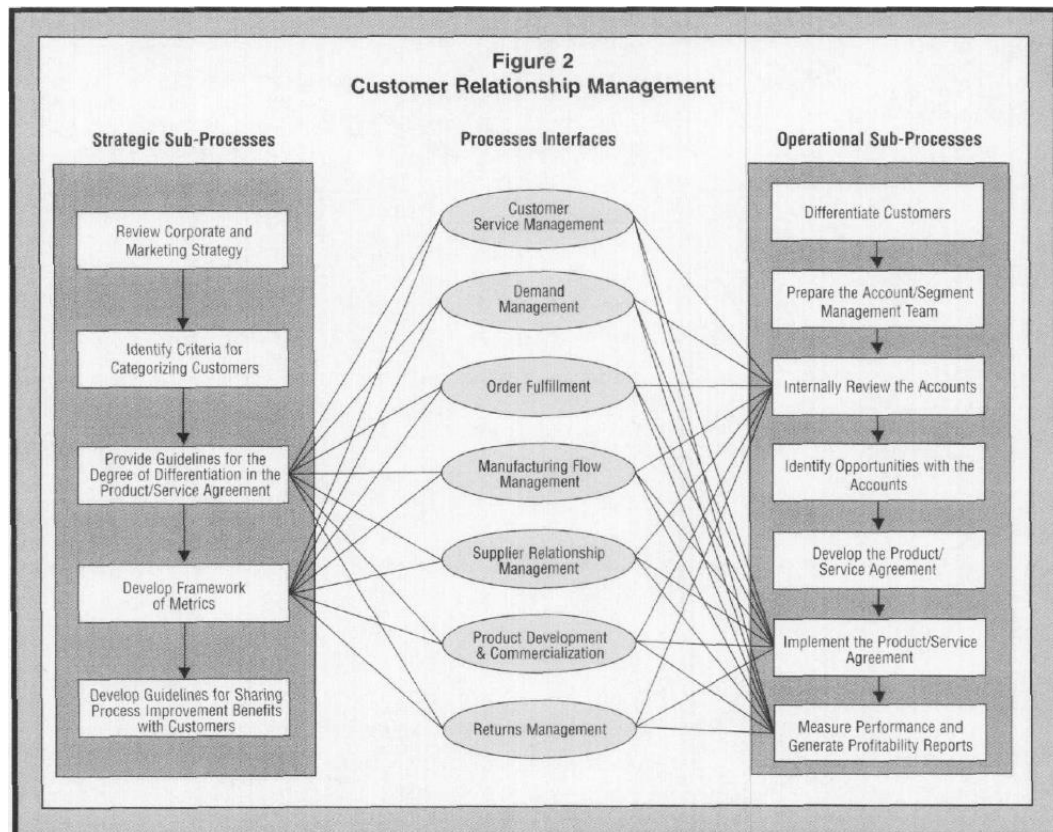 Figure 2
Customer Relationship Management
Strategic Sub-Processes
Review Corporate and
Marketing Strategy
Identify Criteria for
Categorizing Customers
Provide Guidelines for the
Degree of Differentiation in the
Product/Service Agreement
Develop Framework
of Metrics
Develop Guidelines for Sharing
Process Improvement Benefits
with Customers
Processes Interfaces
Customer
Service Management
Demand
Management
Order Fulfillment
Manufacturing Flow
Management
Supplier Relationship
Management
Product Development
& Commercialization
Returns Management
Operational Sub-Processes
Differentiate Customers
Prepare the Account/Segment
Management Team
Internally Review the Accounts
Identify Opportunities with the
Accounts
Develop the Product/
Service Agreement
Implement the Product/Service
Agreement
Measure Performance and
Generate Profitability Reports